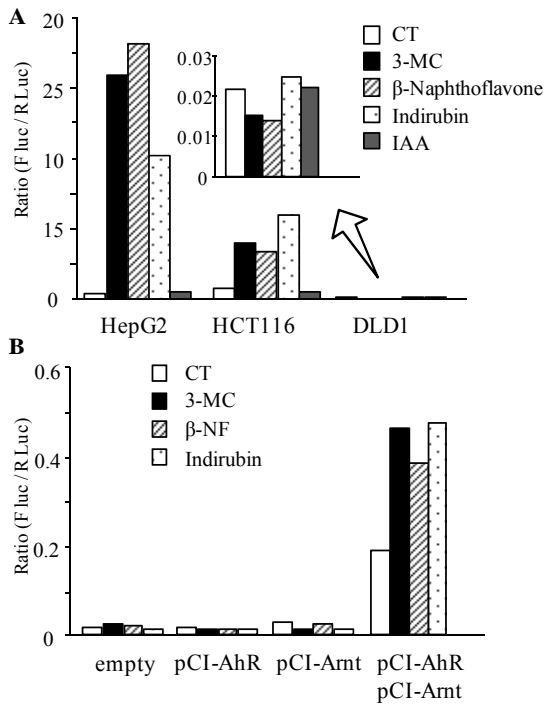 A
20
25
10
15
0
Ratio (F luc / R Luc)
CT
3-MC
β-Naphthoflavone
Indirubin
IAA
0.03
0.02
0.01
0
HepG2 HCT116 DLD1
B
0.6
0.4
0.2
0
Ratio (F luc / R Luc)
CT
3-MC
β-NF
Indirubin
empty pCI-AhR pCI-Arnt pCI-AhR
pCI-Arnt